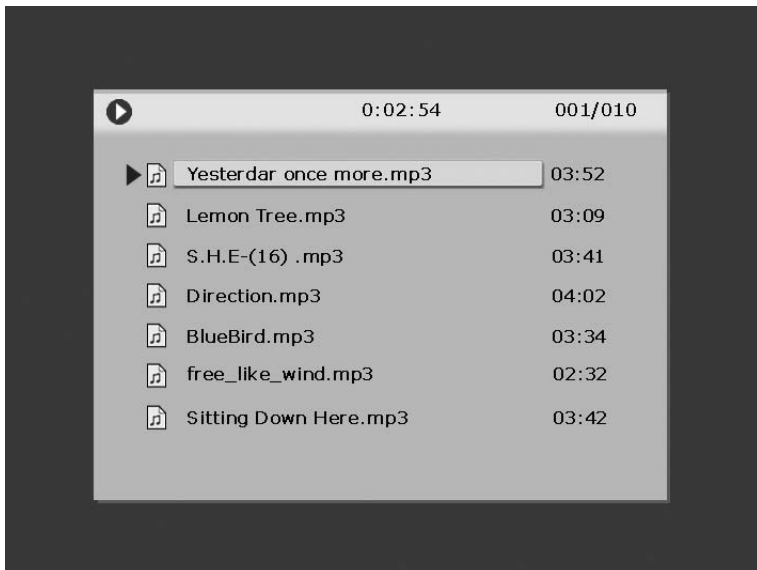 0:02:54 001/010
Yesterdar once more.mp3 03:52
Lemon Tree.mp3 03:09
S.H.E-(16) .mp3 03:41
Direction.mp3 04:02
BlueBird.mp3 03:34
free_like_wind.mp3 02:32
Sitting Down Here.mp3 03:42